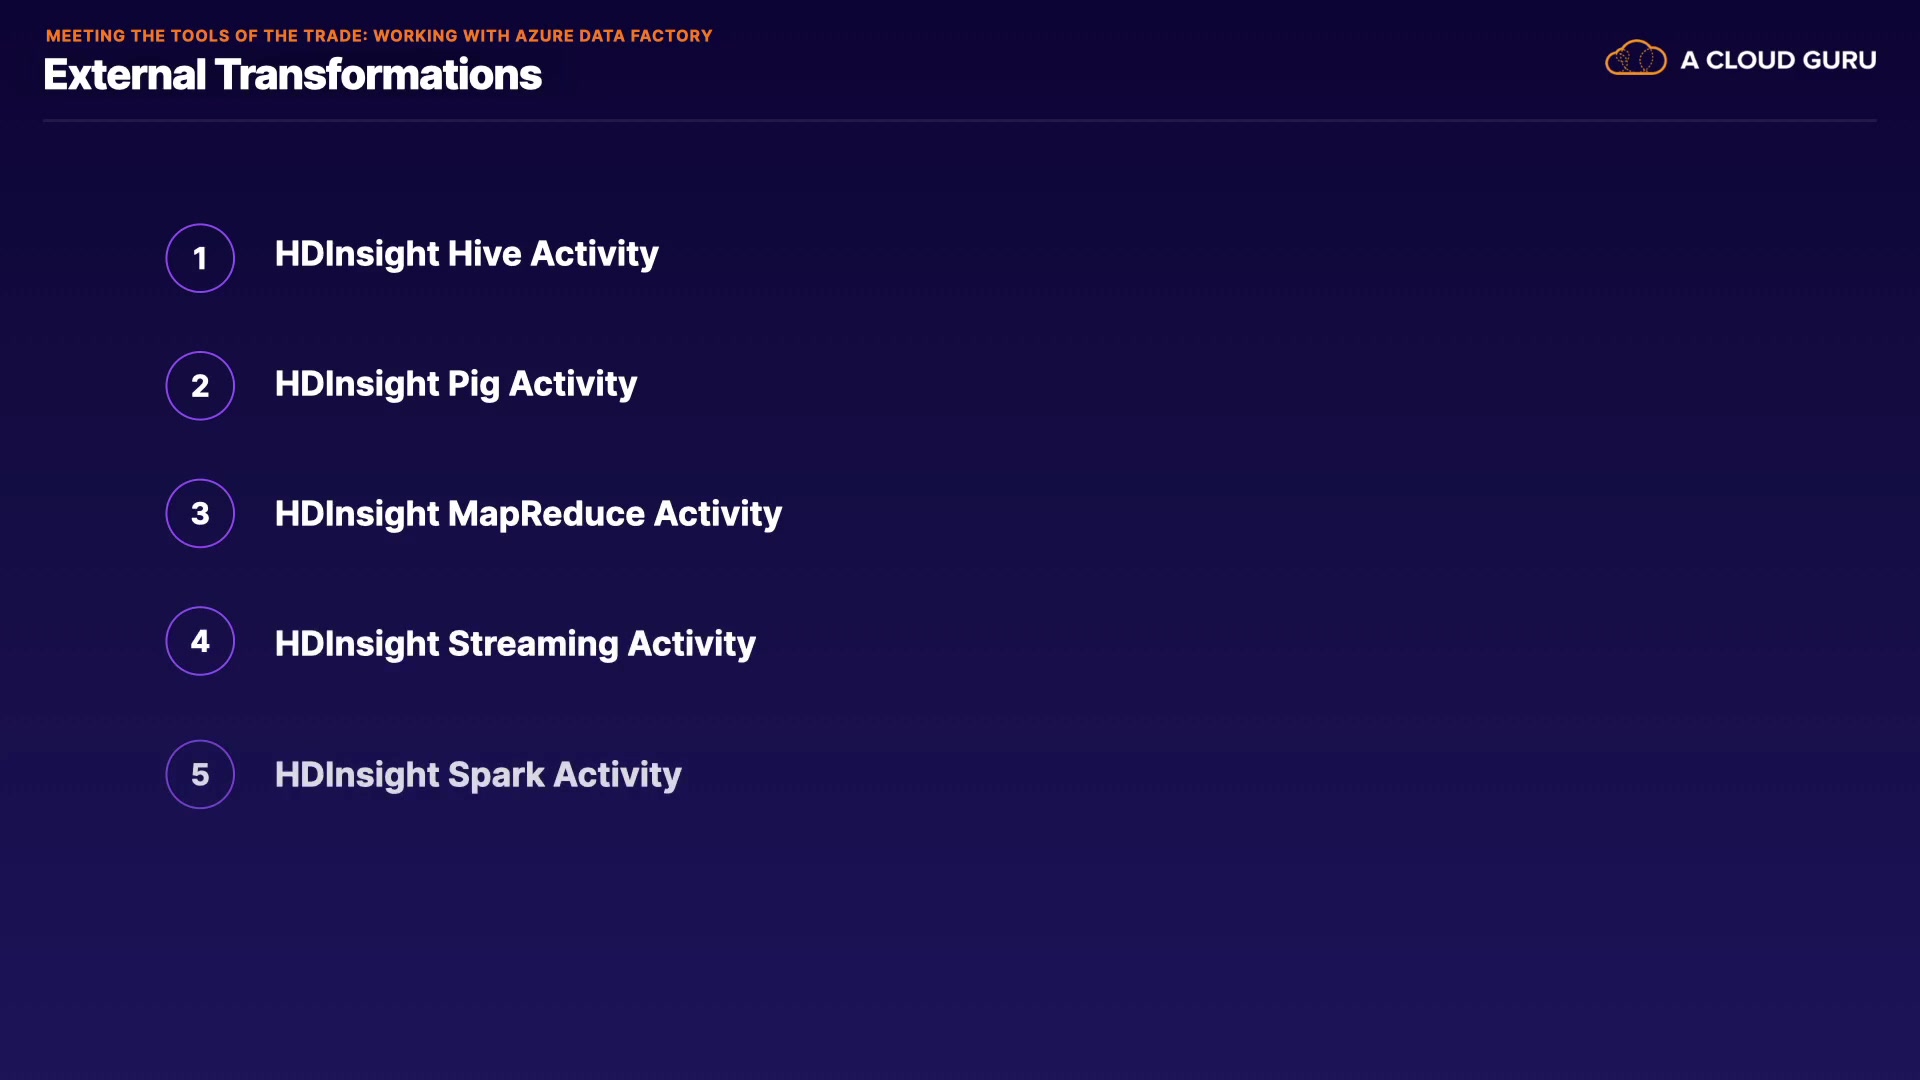 MEETING THE TOOLS OF THE TRADE: WORKING WITH AZURE DATA FACTORY
External Transformations
A CLOUD GURU
1 HDInsight Hive Activity
2 HDInsight Pig Activity
3 HDInsight MapReduce Activity
4 HDInsight Streaming Activity
5 HDInsight Spark Activity